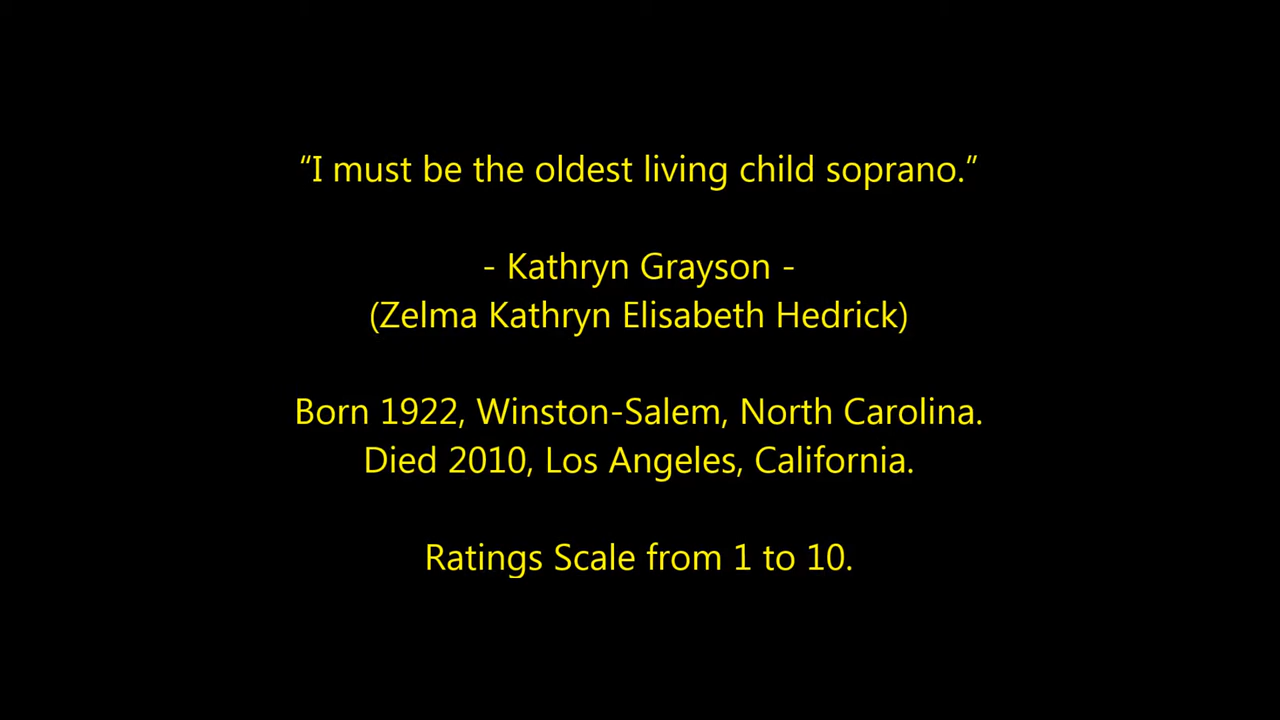 “I must be the oldest living child soprano.”
- Kathryn Grayson -
(Zelma Kathryn Elisabeth Hedrick)
Born 1922, Winston-Salem, North Carolina.
Died 2010, Los Angeles, California.
Ratings Scale from 1 to 10.